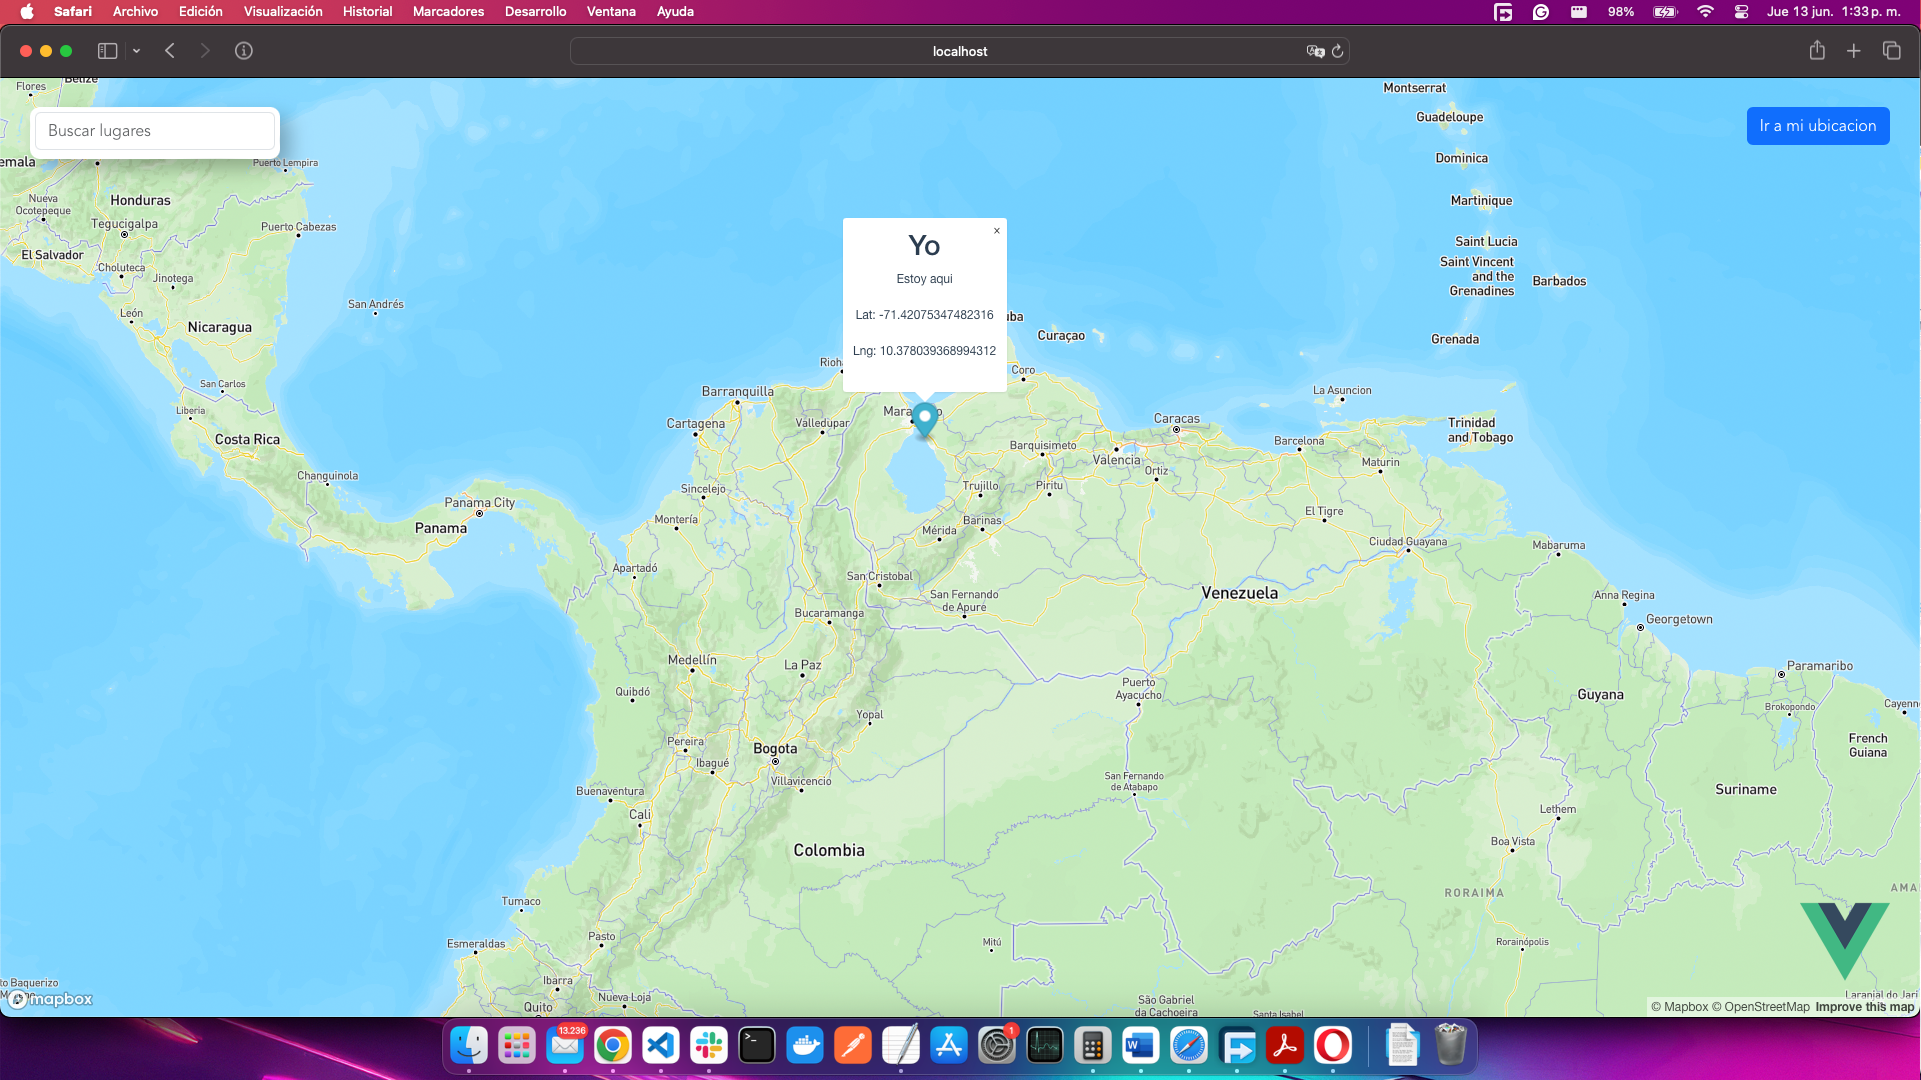 Safari Archivo Edición Visualización Historial Marcadores Desarrollo Ventana Ayuda
98% Jue 13 jun. 1:33 p. m.
localhost
Buscar lugares
Ir a mi ubicacion
Yo
×
Estoy aqui
Lat: -71.42075347482316
Lng: 10.378039368994312
Belize
Flores
Montserrat
Guadeloupe
Dominica
Martinique
Saint Lucia
Saint Vincent
and the
Grenadines
Barbados
Grenada
emala
Puerto Lempira
Honduras
Nueva
Ocotepeque
Tegucigalpa
Puerto Cabezas
El Salvador
Choluteca
Jinotega
San Andrés
León
Nicaragua
uba
Curaçao
Rioh
Coro
San Carlos
Liberia
Costa Rica
Barranquilla
Cartagena
Valledupar
Mara
o
La Asuncion
Caracas
Trinidad
and Tobago
Barquisimeto
Valencia
Barcelona
Maturin
Ortiz
Changuinola
Panama City
Panama
Sincelejo
Trujillo
Piritu
Montería
Barinas
Mérida
El Tigre
Ciudad Guayana
Mabaruma
Apartadó
San Cristobal
San Fernando
de Apuré
Venezuela
Anna Regina
Georgetown
Bucaramanga
Medellín
La Paz
Quibdó
Puerto
Ayacucho
Paramaribo
Guyana
Brokopondo
Cayenn
Yopal
Pereira
Bogota
Ibagué
Villavicencio
French
Guiana
Buenaventura
San Fernando
de Atabapo
Suriname
Cali
Lethem
Colombia
Boa Vista
RORAIMA
AMA
Tumaco
Pasto
Esmeraldas
Mitú
Rorainópolis
to Baquerizo
M
mapbox
Ibarra
Nueva Loja
Quito
São Gabriel
da Cachoeira
Santa Isabel
Laranjal do Jari
© Mapbox © OpenStreetMap Improve this map
13.236
1